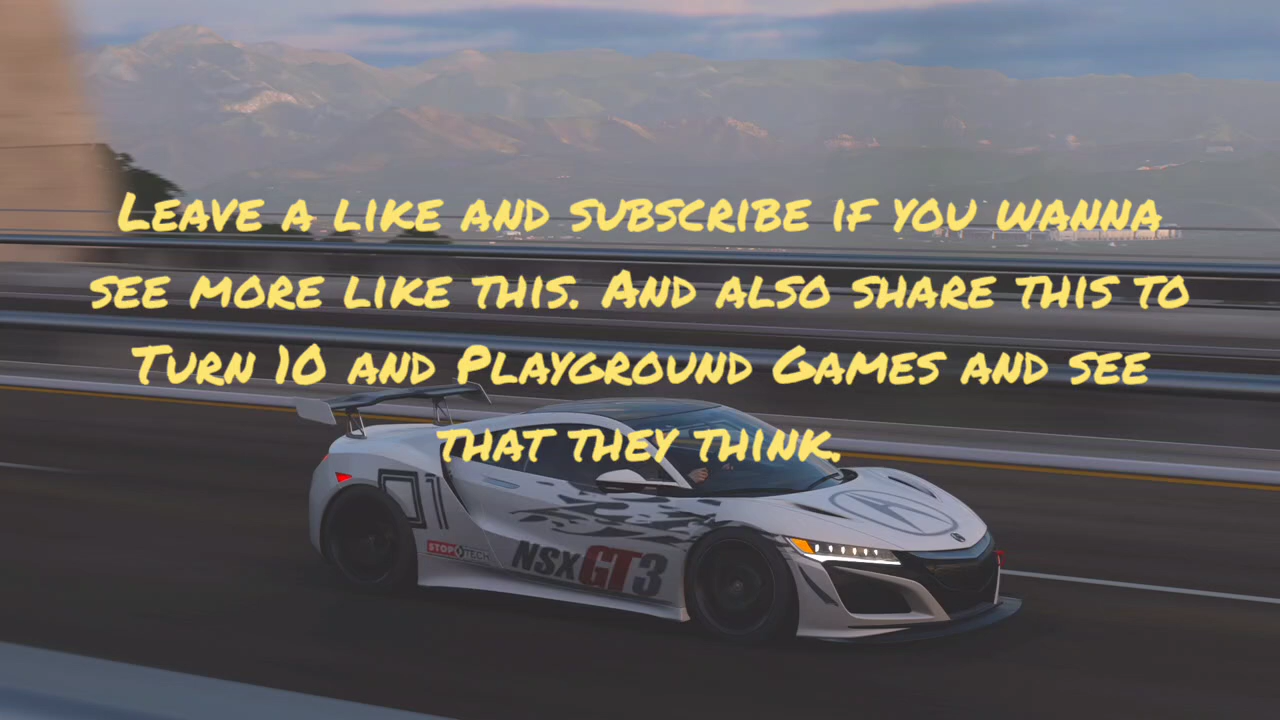 Leave a like and subscribe if you wanna
see more like this. And also share this to
Turn 10 and Playground Games and see
that they think.
01
STOPTECH
NSXGT3